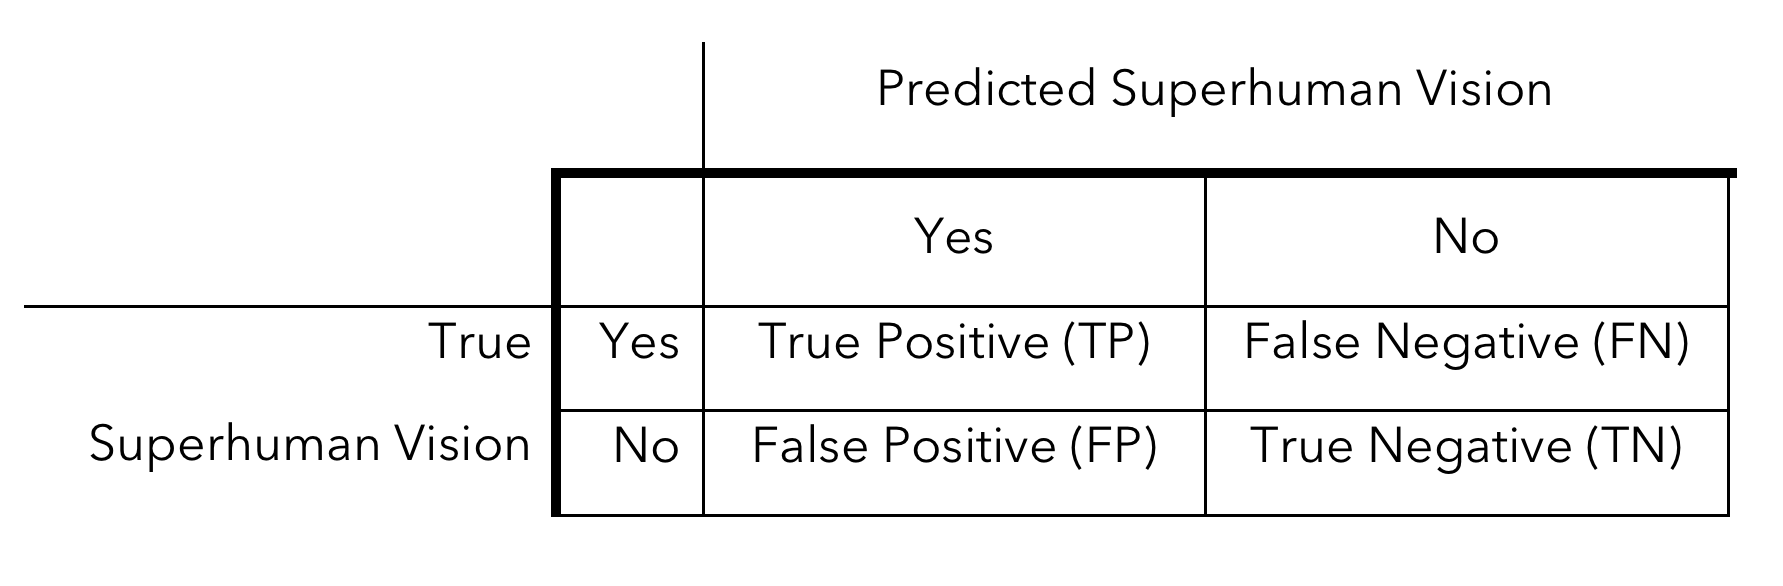 Predicted Superhuman Vision
Yes No
True Yes True Positive (TP) False Negative (FN)
Superhuman Vision No False Positive (FP) True Negative (TN)